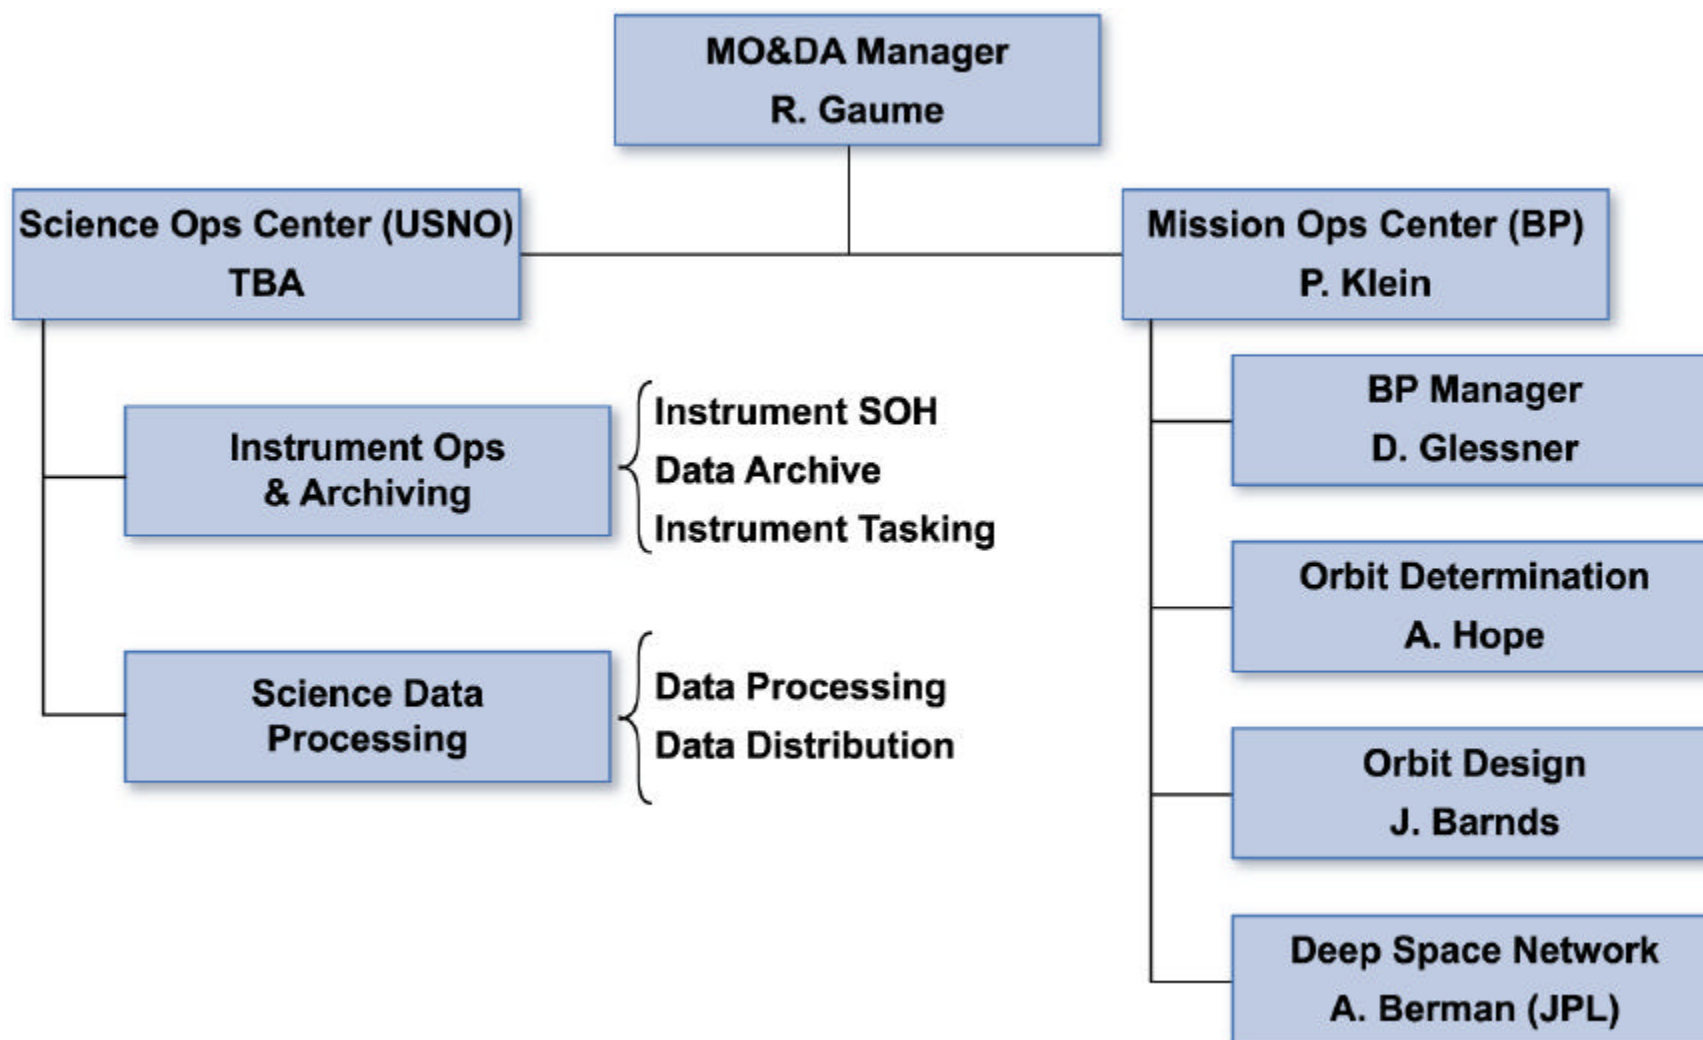 MO&DA Manager
R. Gaume
Science Ops Center (USNO)
TBA
Mission Ops Center (BP)
P. Klein
Instrument Ops
& Archiving
Instrument SOH
Data Archive
Instrument Tasking
Science Data
Processing
Data Processing
Data Distribution
BP Manager
D. Glessner
Orbit Determination
A. Hope
Orbit Design
J. Barnds
Deep Space Network
A. Berman (JPL)